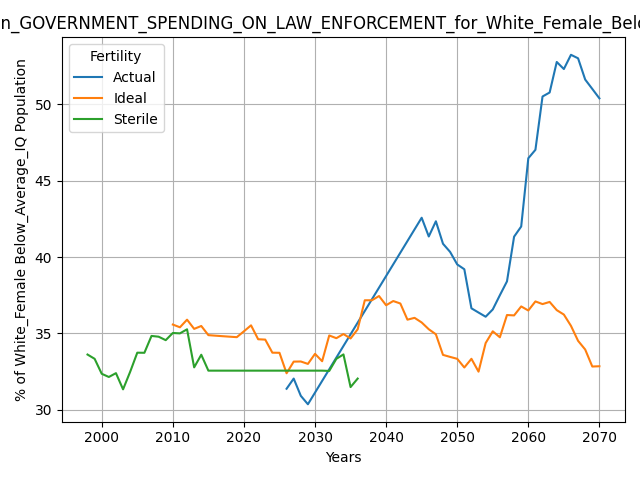 n_GOVERNMENT_SPENDING_ON_LAW_ENFORCEMENT_for_White_Female_Belo
Fertility
Actual
Ideal
Sterile
% of White_Female Below_Average_IQ Population
50
45
40
35
30
2000
2010
2020
2030
2040
2050
2060
2070
Years